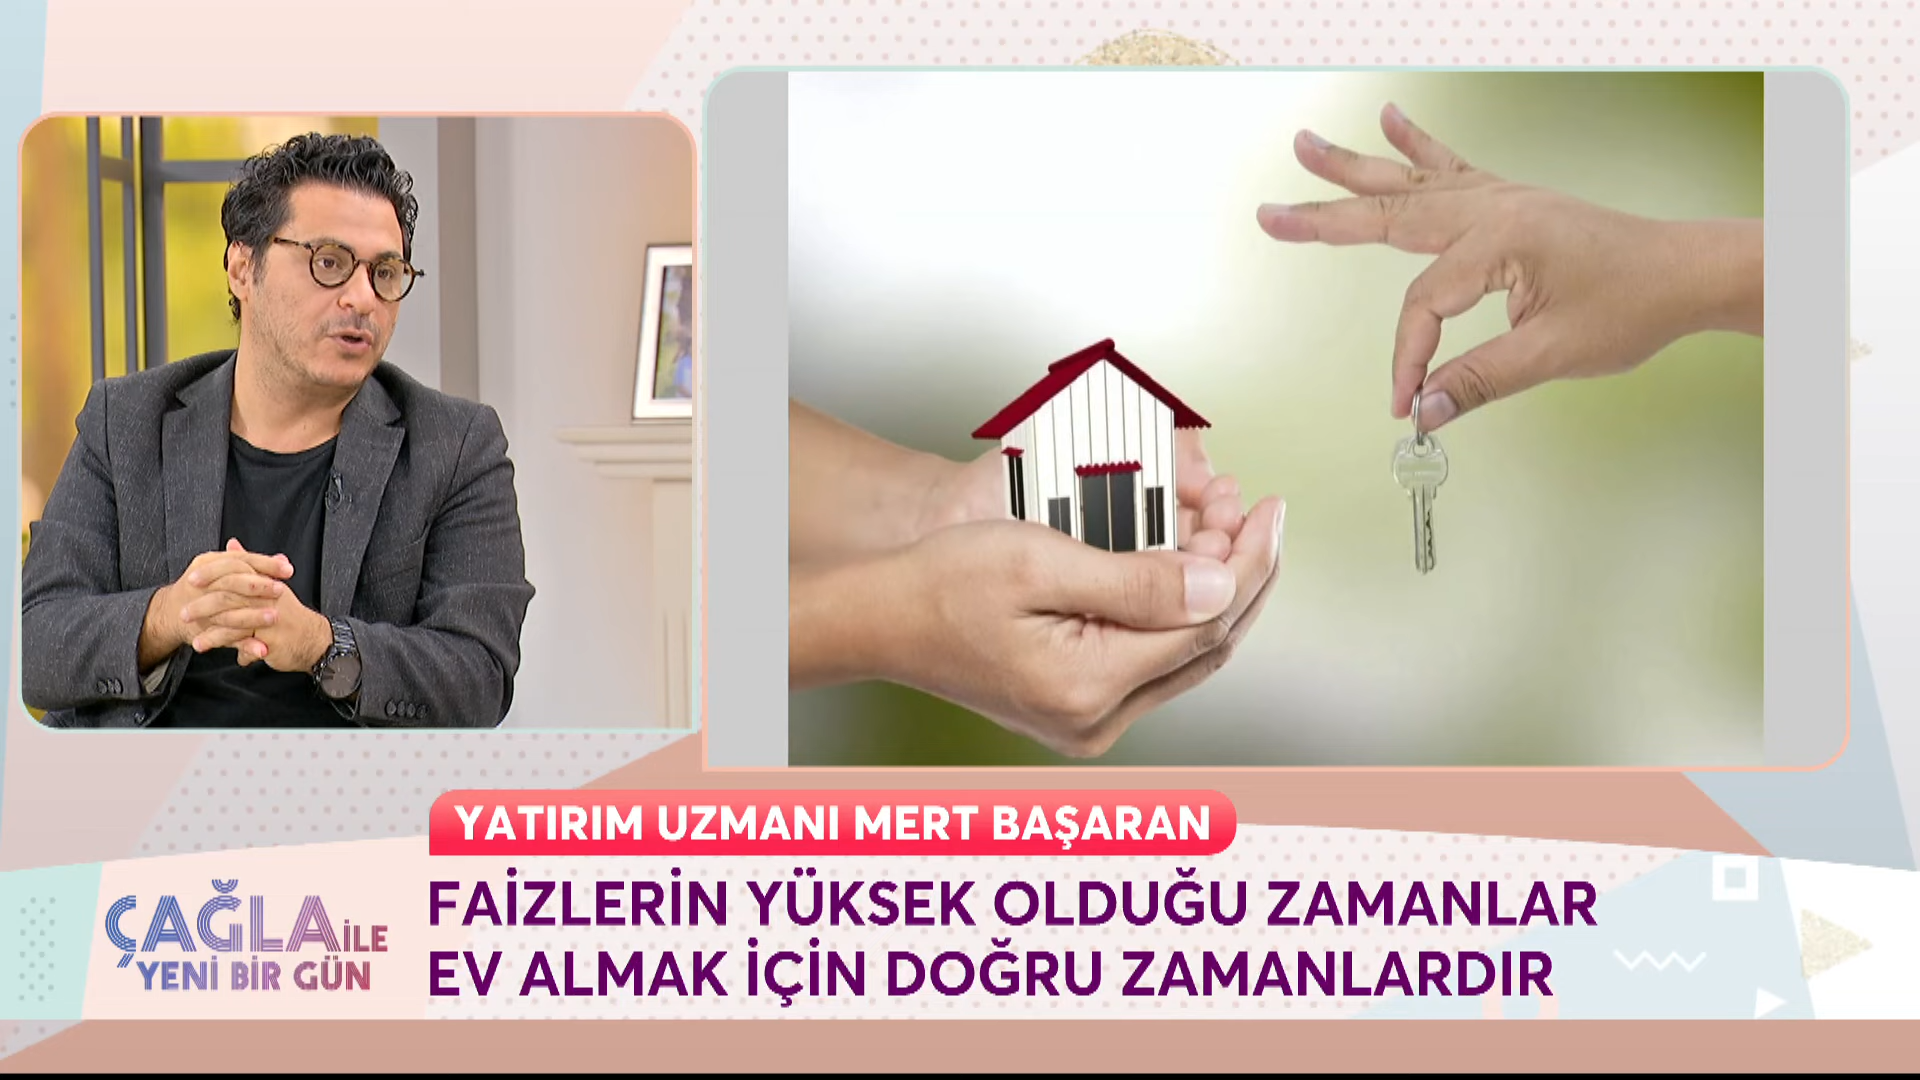 YATIRIM UZMANI MERT BAŞARAN
FAİZLERİN YÜKSEK OLDUĞU ZAMANLAR
EV ALMAK İÇİN DOĞRU ZAMANLARDIR
ÇAĞLA İLE
YENİ BİR GÜN